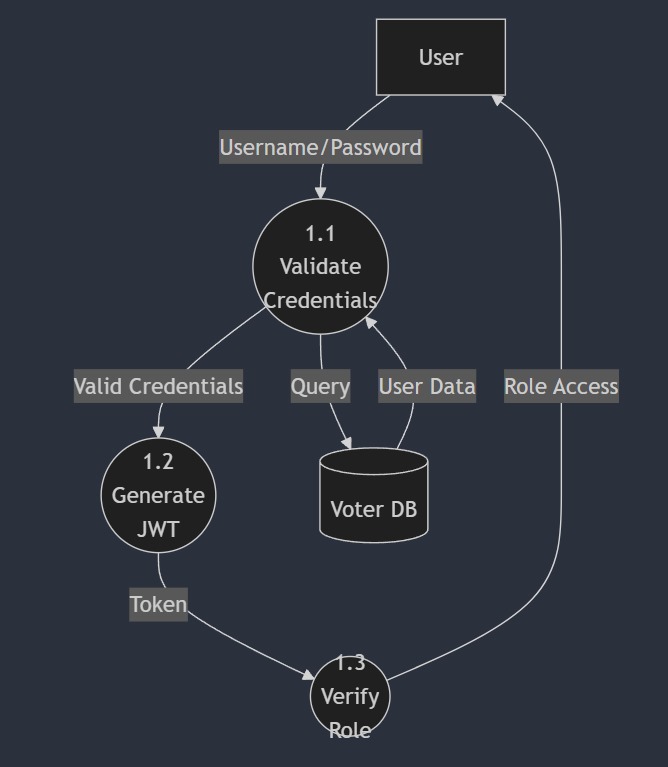 User
Username/Password
1.1
Validate
Credentials
Valid Credentials
Query
User Data
Role Access
1.2
Generate
JWT
Voter DB
Token
1.3
Verify
Role